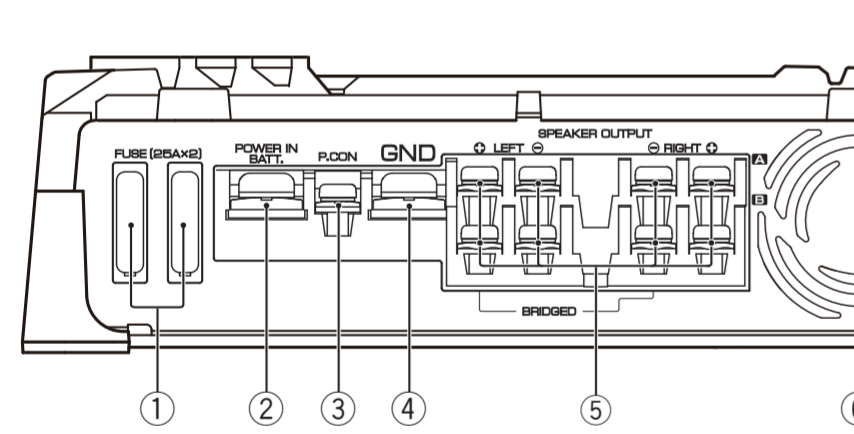 SPEAKER OUTPUT
FUSE (25A×2)
POWER IN
BATT.
P.CON
GND
⊕ LEFT ⊖
⊖ RIGHT ⊕
A
B
BRIDGED
① ② ③ ④ ⑤